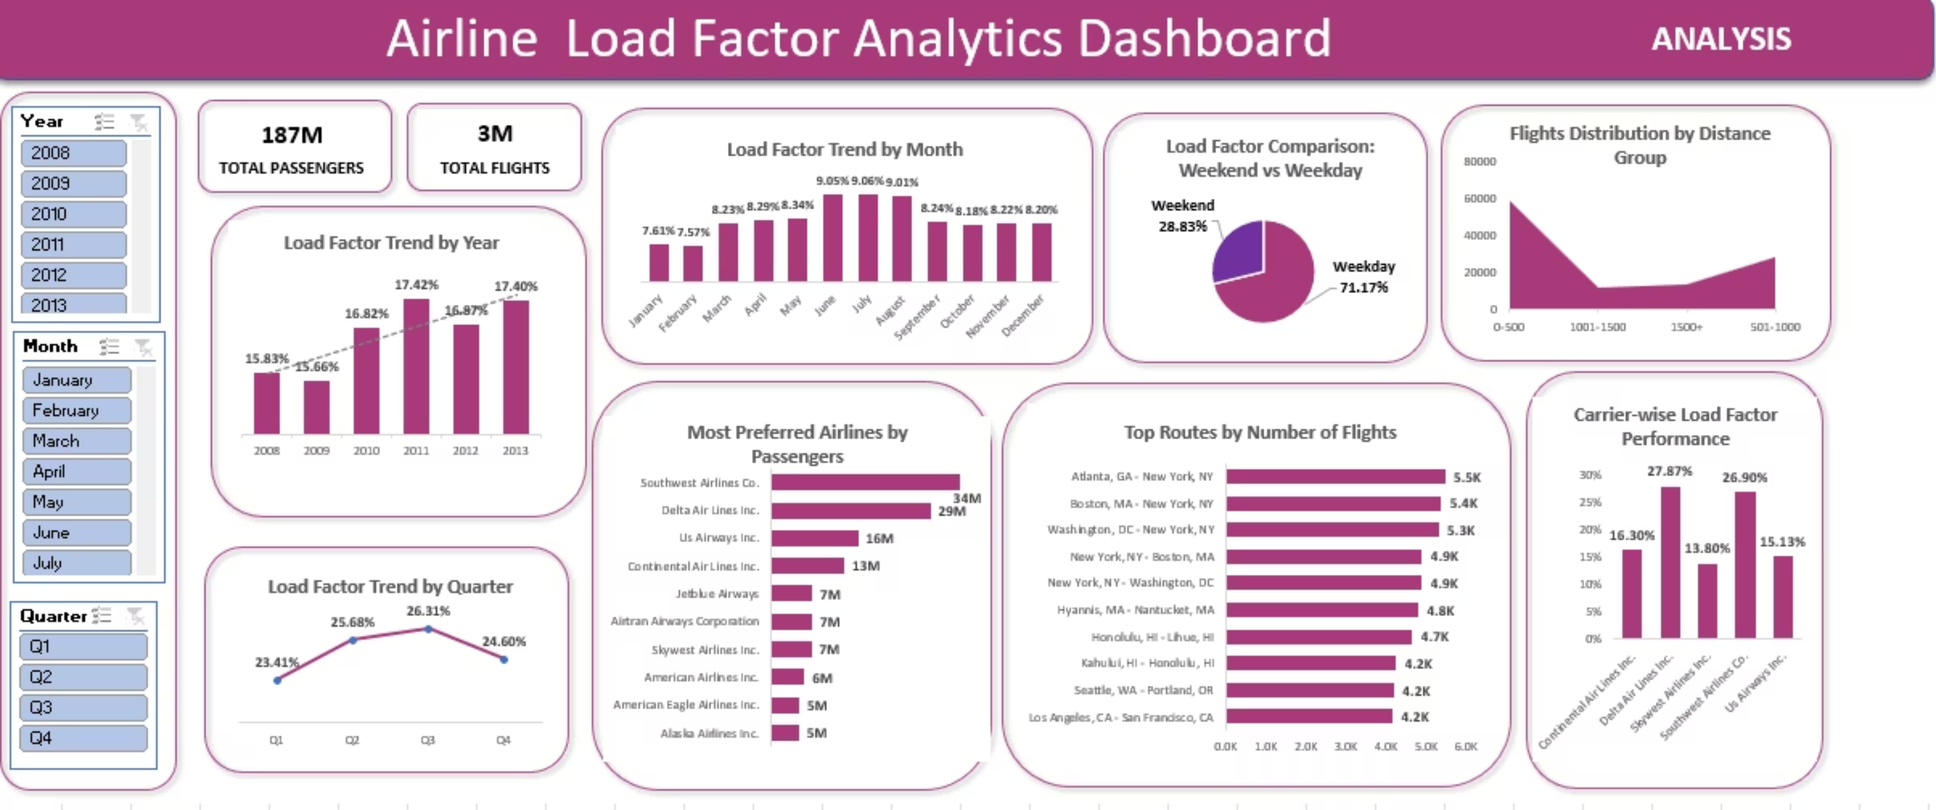 Airline  Load Factor Analytics Dashboard
ANALYSIS
Year
2008
2009
2010
2011
2012
2013
Month
January
February
March
April
May
June
July
Quarter
Q1
Q2
Q3
Q4
187M
TOTAL PASSENGERS
3M
TOTAL FLIGHTS
Load Factor Trend by Year
15.83%
15.66%
16.82%
17.42%
16.87%
17.40%
2008 2009 2010 2011 2012 2013
Load Factor Trend by Quarter
23.41%
25.68%
26.31%
24.60%
Q1 Q2 Q3 Q4
Load Factor Trend by Month
7.61% 7.57% 8.23% 8.29% 8.34% 9.05% 9.06% 9.01% 8.24% 8.18% 8.22% 8.20%
January February March April May June July August September October November December
Load Factor Comparison:
Weekend vs Weekday
Weekend
28.83%
Weekday
71.17%
Flights Distribution by Distance
Group
80000
60000
40000
20000
0
0-500 1001-1500 1500+ 501-1000
Most Preferred Airlines by
Passengers
Southwest Airlines Co. 34M
Delta Air Lines Inc. 29M
Us Airways Inc. 16M
Continental Air Lines Inc. 13M
Jetblue Airways 7M
Airtran Airways Corporation 7M
Skywest Airlines Inc. 7M
American Airlines Inc. 6M
American Eagle Airlines Inc. 5M
Alaska Airlines Inc. 5M
Top Routes by Number of Flights
Atlanta, GA - New York, NY 5.5K
Boston, MA - New York, NY 5.4K
Washington, DC - New York, NY 5.3K
New York, NY - Boston, MA 4.9K
New York, NY - Washington, DC 4.9K
Hyannis, MA - Nantucket, MA 4.8K
Honolulu, HI - Lihue, HI 4.7K
Kahului, HI - Honolulu, HI 4.2K
Seattle, WA - Portland, OR 4.2K
Los Angeles, CA - San Francisco, CA 4.2K
0.0K 1.0K 2.0K 3.0K 4.0K 5.0K 6.0K
Carrier-wise Load Factor
Performance
30%
25%
20%
15%
10%
5%
0%
16.30%
27.87%
13.80%
26.90%
15.13%
Continental Air Lines Inc.
Delta Air Lines Inc.
Skywest Airlines Inc.
Southwest Airlines Co.
Us Airways Inc.